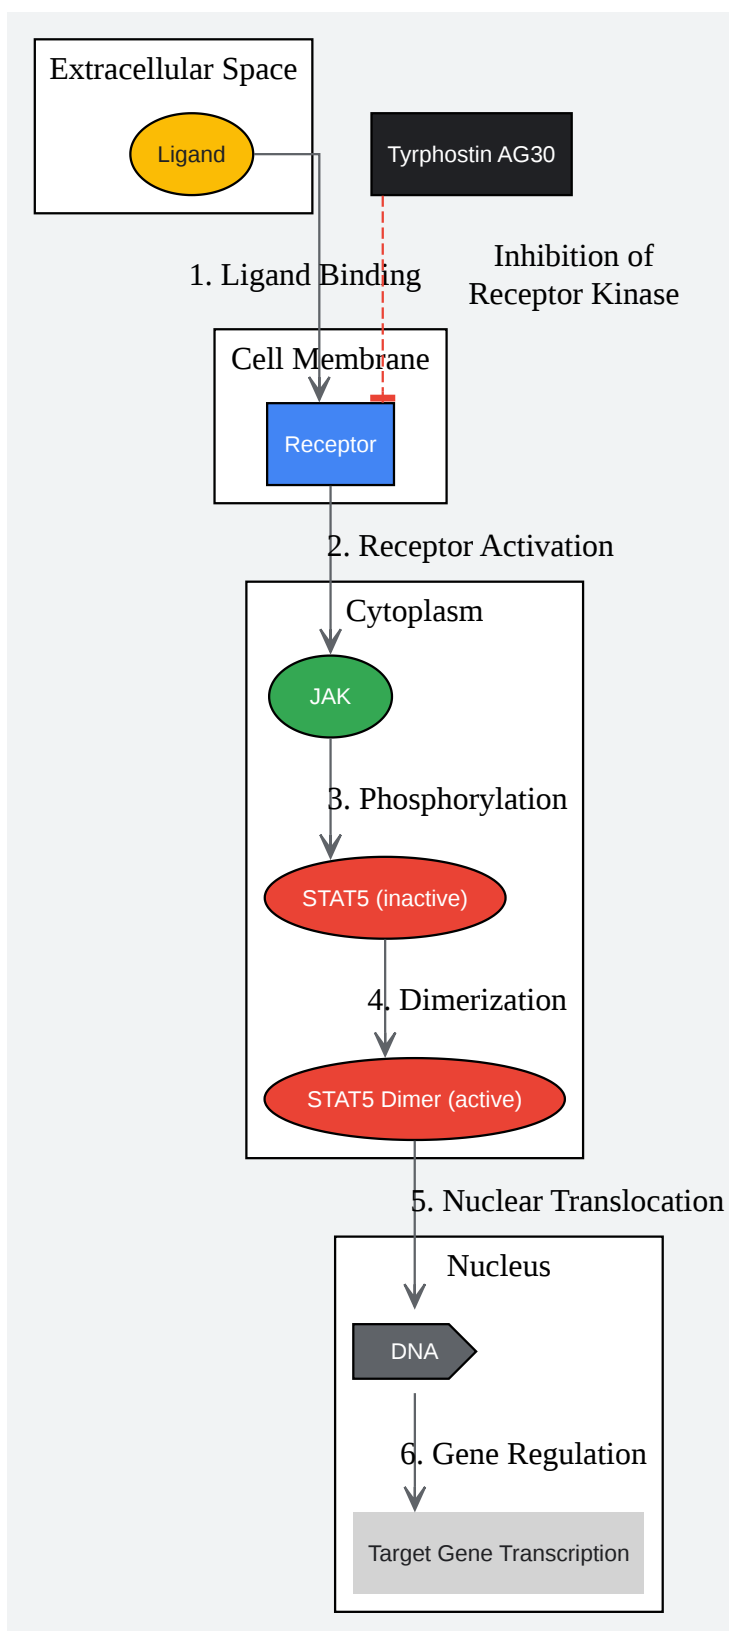 Extracellular Space
Ligand
Tyrphostin AG30
1. Ligand Binding
Inhibition of
Receptor Kinase
Cell Membrane
Receptor
2. Receptor Activation
Cytoplasm
JAK
3. Phosphorylation
STAT5 (inactive)
4. Dimerization
STAT5 Dimer (active)
5. Nuclear Translocation
Nucleus
DNA
6. Gene Regulation
Target Gene Transcription